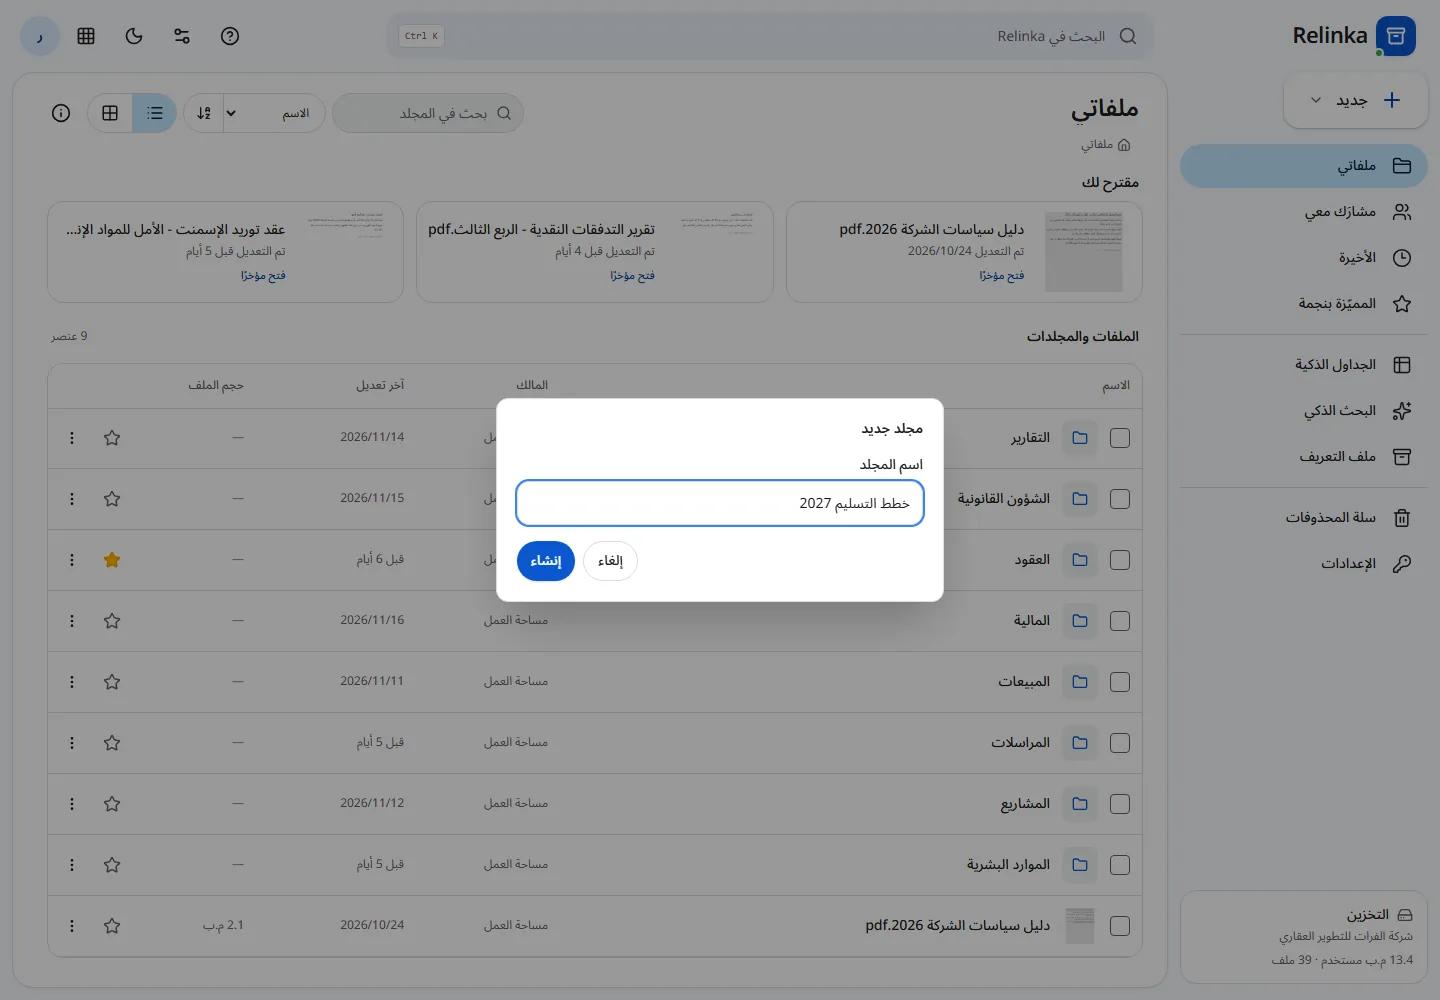 Relinka
البحث في Relinka
Ctrl K
ر
جديد
ملفاتي
مشارَك معي
الأخيرة
المميّزة بنجمة
الجداول الذكية
البحث الذكي
ملف التعريف
سلة المحذوفات
الإعدادات
التخزين
شركة الفرات للتطوير العقاري
13.4 م.ب مستخدم · 39 ملف
ملفاتي
بحث في المجلد
الاسم
ملفاتي
مقترح لك
دليل سياسات الشركة 2026.pdf
تم التعديل 2026/10/24
فتح مؤخرًا
تقرير التدفقات النقدية - الربع الثالث.pdf
تم التعديل قبل 4 أيام
فتح مؤخرًا
عقد توريد الإسمنت - الأمل للمواد الإن...
تم التعديل قبل 5 أيام
فتح مؤخرًا
الملفات والمجلدات
9 عنصر
الاسم المالك آخر تعديل حجم الملف
التقارير 2026/11/14 —
الشؤون القانونية 2026/11/15 —
العقود قبل 6 أيام —
المالية مساحة العمل 2026/11/16 —
المبيعات مساحة العمل 2026/11/11 —
المراسلات مساحة العمل قبل 5 أيام —
المشاريع مساحة العمل 2026/11/12 —
الموارد البشرية مساحة العمل قبل 5 أيام —
دليل سياسات الشركة 2026.pdf مساحة العمل 2026/10/24 2.1 م.ب
مجلد جديد
اسم المجلد
خطط التسليم 2027
إلغاء
إنشاء